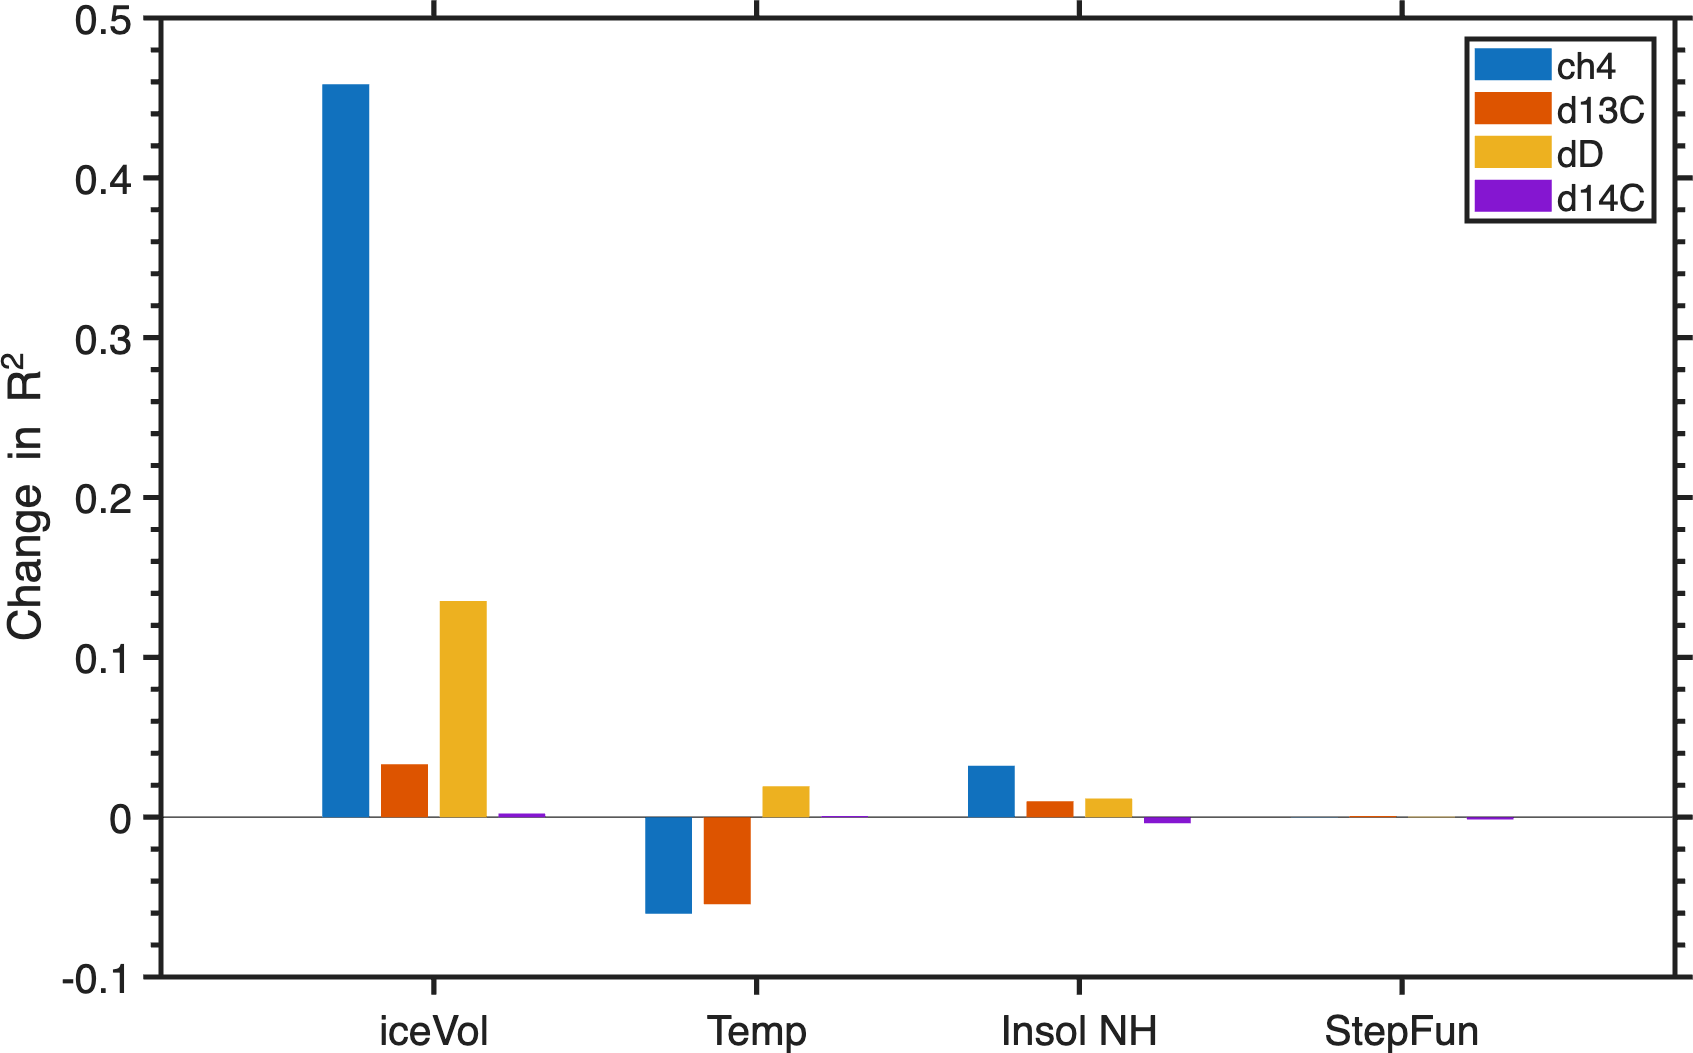 0.5
0.4
0.3
0.2
0.1
0
-0.1
Change in R²
ch4
d13C
dD
d14C
iceVol
Temp
Insol NH
StepFun